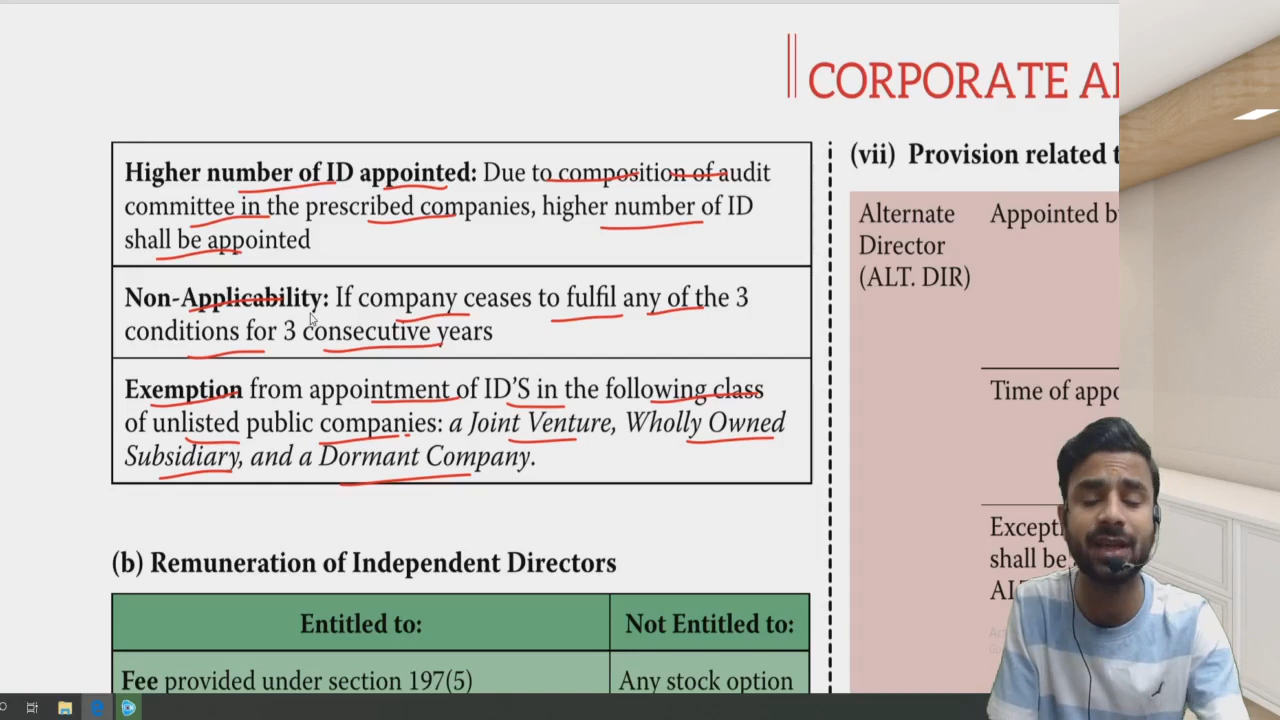 CORPORATE A
Higher number of ID appointed: Due to composition of audit
committee in the prescribed companies, higher number of ID
shall be appointed
Non-Applicability: If company ceases to fulfil any of the 3
conditions for 3 consecutive years
Exemption from appointment of ID'S in the following class
of unlisted public companies: a Joint Venture, Wholly Owned
Subsidiary, and a Dormant Company.
(b) Remuneration of Independent Directors
Entitled to: Not Entitled to:
Fee provided under section 197(5) Any stock option
(vii) Provision related t
Alternate
Director
(ALT. DIR)
Appointed b
Time of appo
Except
shall be